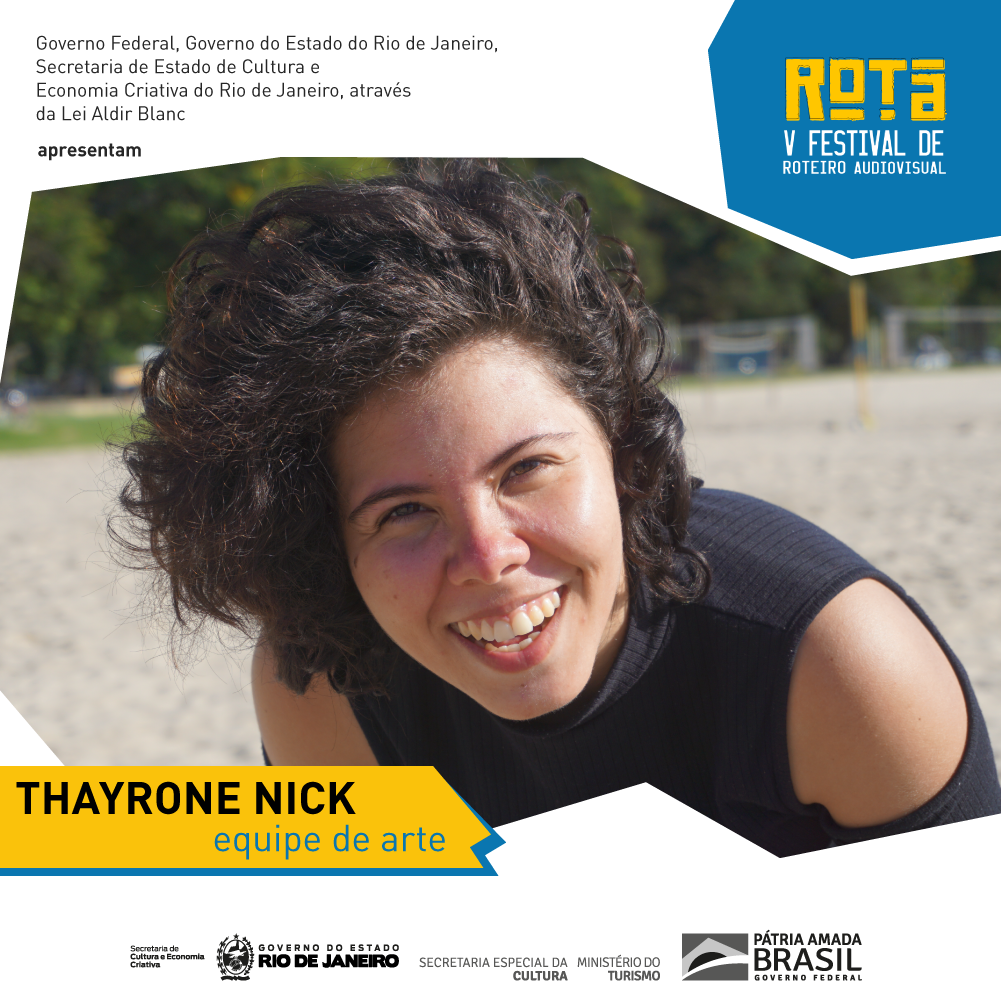 Governo Federal, Governo do Estado do Rio de Janeiro,
Secretaria de Estado de Cultura e
Economia Criativa do Rio de Janeiro, através
da Lei Aldir Blanc
apresentam
ROTA
V FESTIVAL DE
ROTEIRO AUDIOVISUAL
THAYRONE NICK
equipe de arte
Secretaria de
Cultura e Economia
Criativa
GOVERNO DO ESTADO
RIO DE JANEIRO
SECRETARIA ESPECIAL DA
CULTURA
MINISTÉRIO DO
TURISMO
PÁTRIA AMADA
BRASIL
GOVERNO FEDERAL